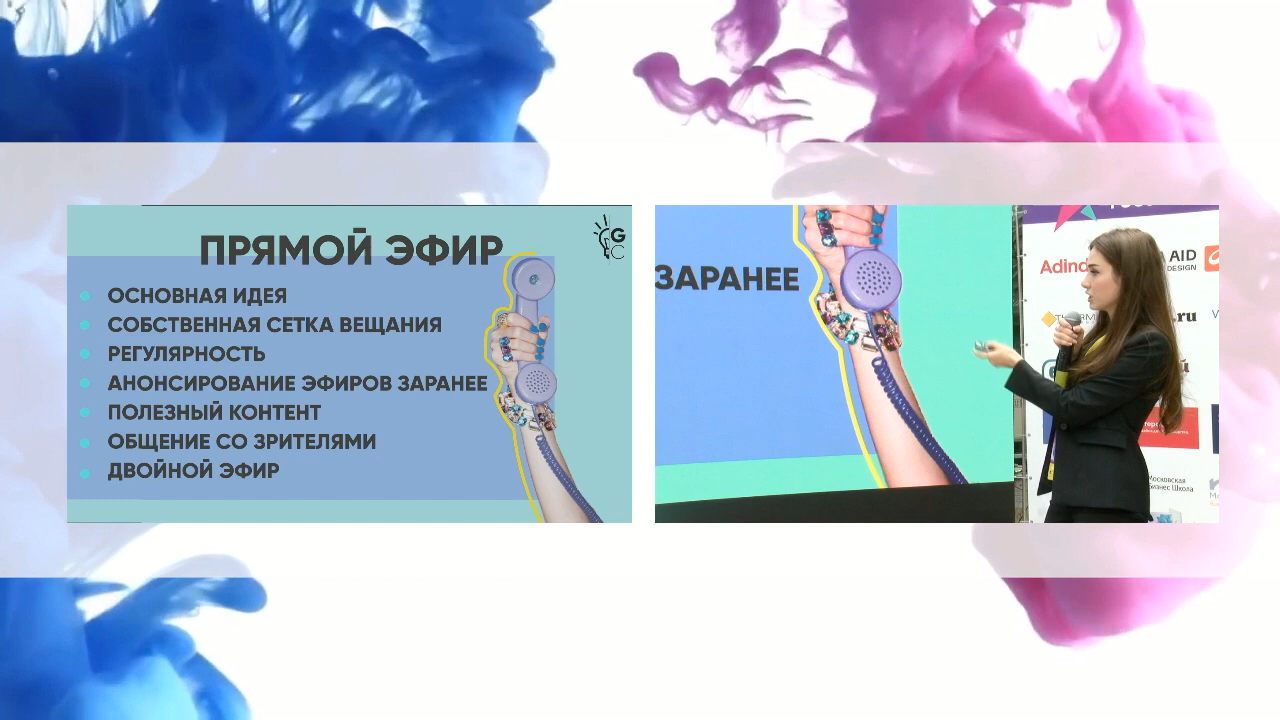 ПРЯМОЙ ЭФИР
G
C
ОСНОВНАЯ ИДЕЯ
СОБСТВЕННАЯ СЕТКА ВЕЩАНИЯ
РЕГУЛЯРНОСТЬ
АНОНСИРОВАНИЕ ЭФИРОВ ЗАРАНЕЕ
ПОЛЕЗНЫЙ КОНТЕНТ
ОБЩЕНИЕ СО ЗРИТЕЛЯМИ
ДВОЙНОЙ ЭФИР
ЗАРАНЕЕ
AID
DESIGN
.ru
Московская
Бизнес Школа